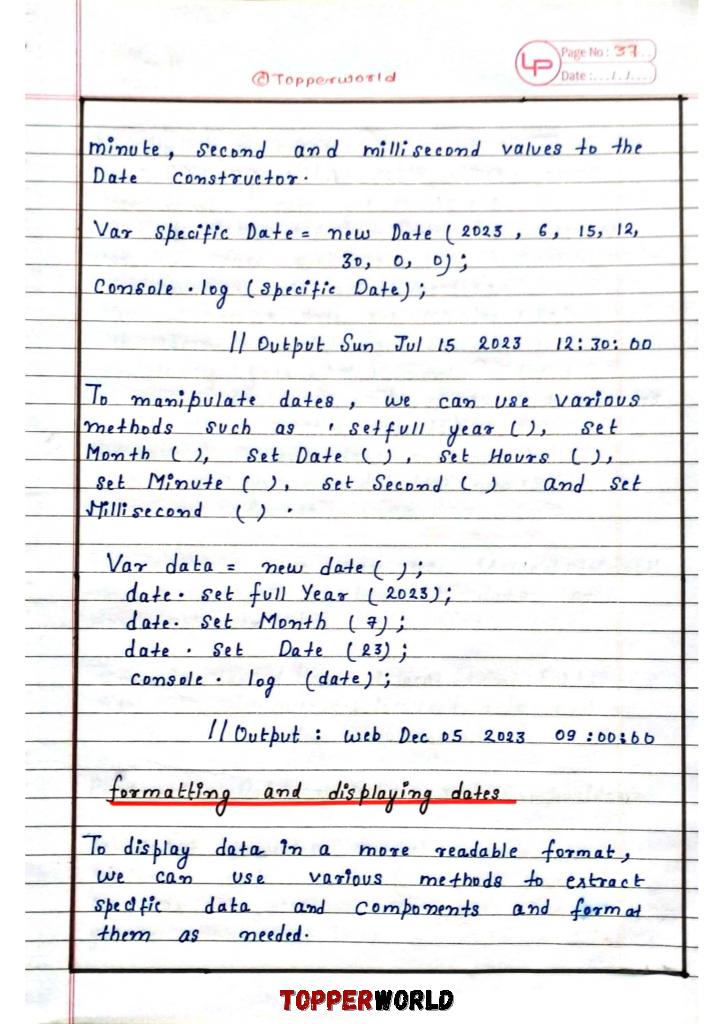 ©Topperworld
LP
Page No: 37
Date :.../../...
minute, second and millisecond values to the
Date constructor.
Var specific Date = new Date ( 2023 , 6, 15, 12,
30, 0, 0);
Console . log ( specific Date);
// Output Sun Jul 15 2023 12:30:00
To manipulate dates, we can use various
methods such as ' setfull year ( ), set
Month ( ), set Date ( ), set Hours ( ),
set Minute ( ), set Second ( ) and set
Millisecond ( ) .
Var data = new date ( );
date. set full Year ( 2023);
date. set Month ( 7) ;
date . set Date (23) ;
console . log (date) ;
// Output : web Dec 05 2023 09 :00:00
formatting and displaying dates
To display data in a more readable format,
we can use various methods to extract
specific data and components and format
them as needed.
TOPPERWORLD